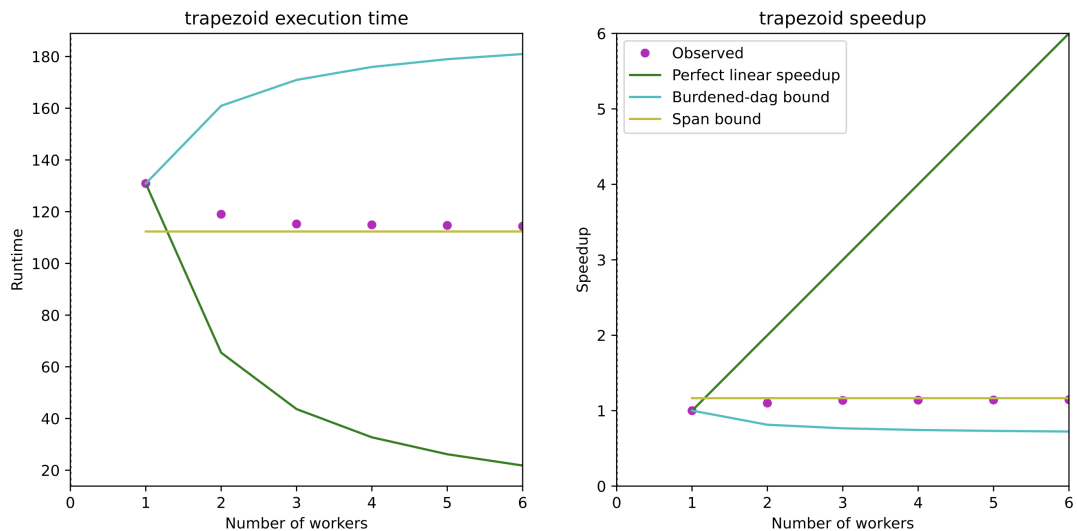 trapezoid execution time
Runtime
180
160
140
120
100
80
60
40
20
0 1 2 3 4 5 6
Number of workers
trapezoid speedup
Speedup
6
5
4
3
2
1
0
Observed
Perfect linear speedup
Burdened-dag bound
Span bound
0 1 2 3 4 5 6
Number of workers